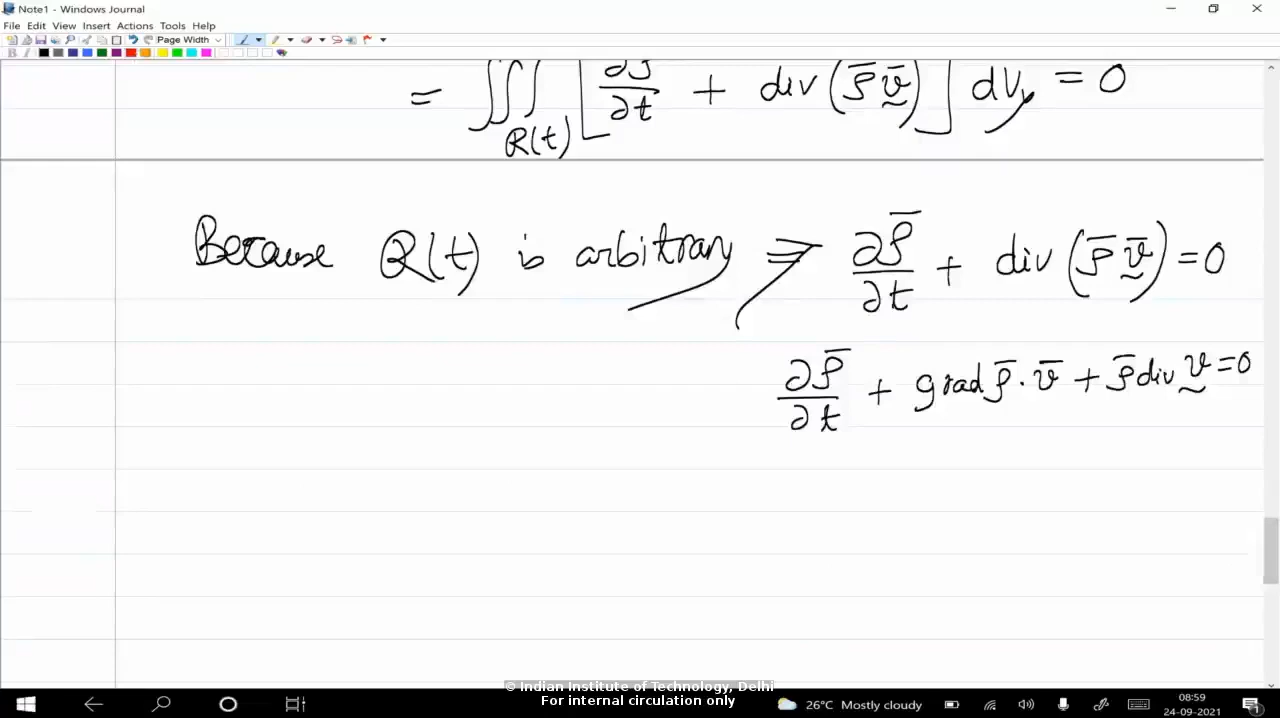 Note1 - Windows Journal
File Edit View Insert Actions Tools Help
Page Width
= ∭_{R(t)} [∂ρ̄/∂t + div(ρ̄ v̄)] dV_y = 0
Because R(t) is arbitrary ⇒ ∂ρ̄/∂t + div(ρ̄ v̄) = 0
∂ρ̄/∂t + grad ρ̄ · v̄ + ρ̄ div v = 0
© Indian Institute of Technology, Delhi
For internal circulation only
26°C Mostly cloudy
08:59
24-09-2021